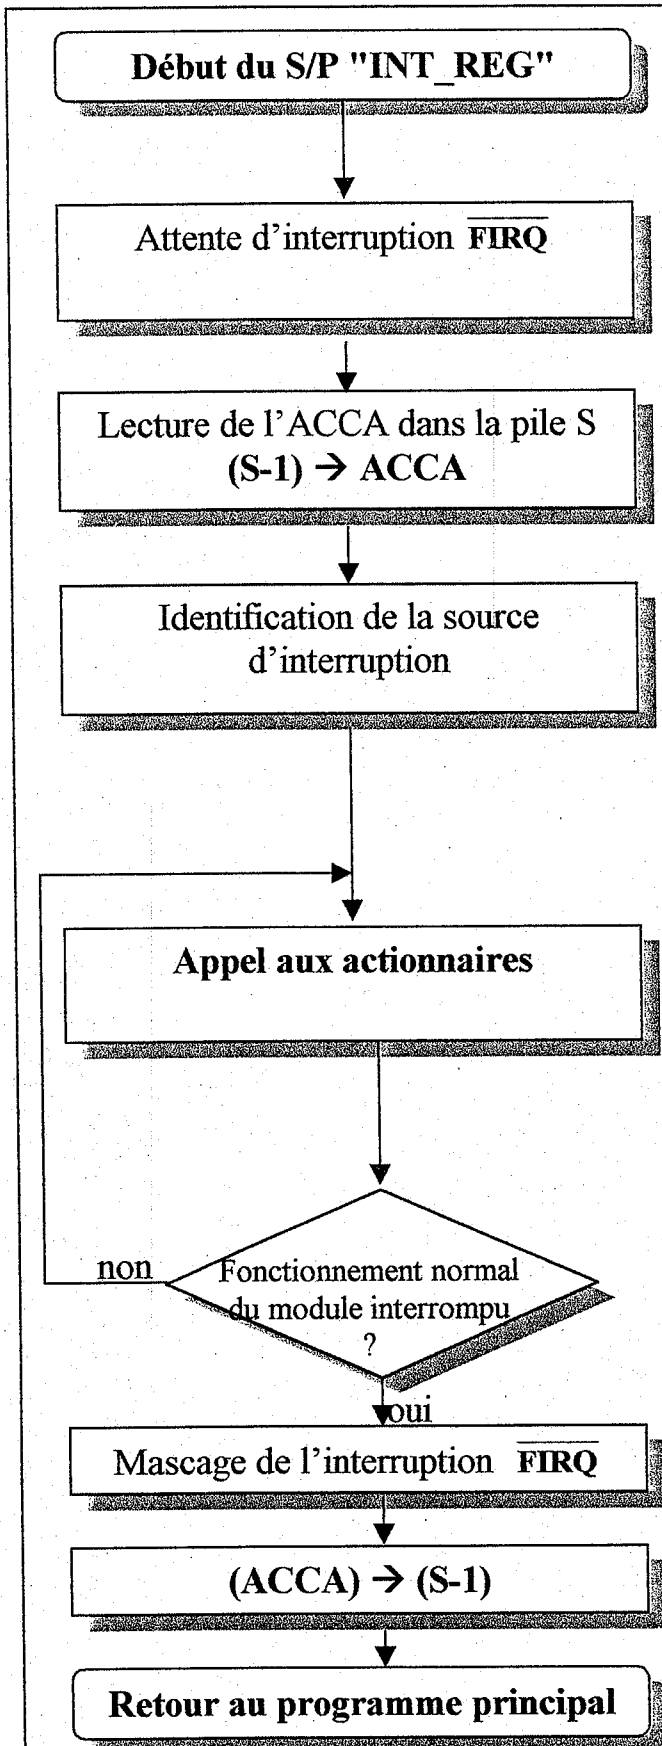 Début du S/P "INT_REG"
Attente d'interruption FIRQ
Lecture de l'ACCA dans la pile S
(S-1) → ACCA
Identification de la source
d'interruption
Appel aux actionnaires
non
Fonctionnement normal
du module interrompu
?
oui
Mascage de l'interruption FIRQ
(ACCA) → (S-1)
Retour au programme principal